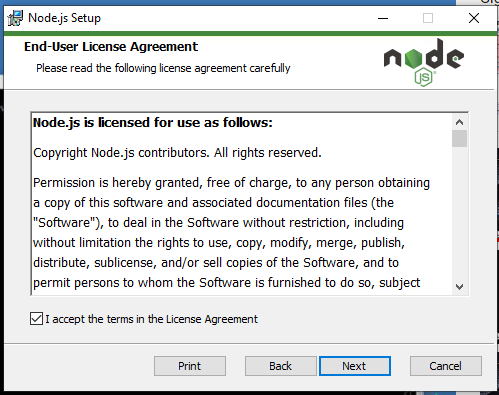 Node.js Setup
End-User License Agreement
Please read the following license agreement carefully
node
JS
Node.js is licensed for use as follows:
Copyright Node.js contributors. All rights reserved.
Permission is hereby granted, free of charge, to any person obtaining
a copy of this software and associated documentation files (the
"Software"), to deal in the Software without restriction, including
without limitation the rights to use, copy, modify, merge, publish,
distribute, sublicense, and/or sell copies of the Software, and to
permit persons to whom the Software is furnished to do so, subject
I accept the terms in the License Agreement
Print
Back
Next
Cancel